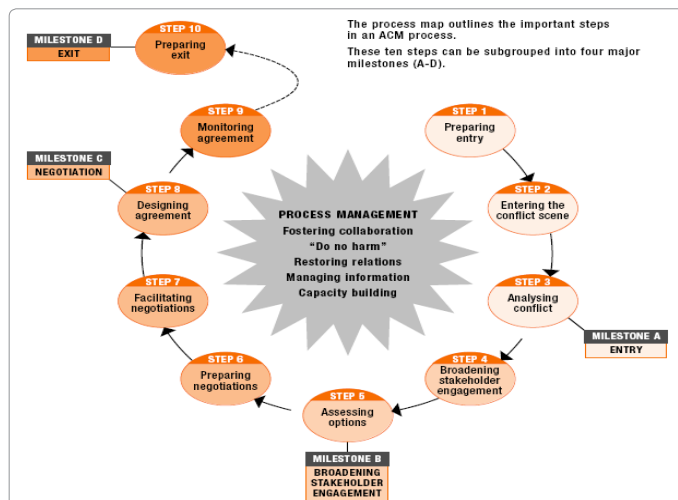 The process map outlines the important steps
in an ACM process.
These ten steps can be subgrouped into four major
milestones (A-D).
STEP 1
Preparing
entry
STEP 2
Entering the
conflict scene
STEP 3
Analysing
conflict
MILESTONE A
ENTRY
STEP 4
Broadening
stakeholder
engagement
STEP 5
Assessing
options
MILESTONE B
BROADENING
STAKEHOLDER
ENGAGEMENT
STEP 6
Preparing
negotiations
STEP 7
Facilitating
negotiations
STEP 8
Designing
agreement
MILESTONE C
NEGOTIATION
STEP 9
Monitoring
agreement
STEP 10
Preparing
exit
MILESTONE D
EXIT
PROCESS MANAGEMENT
Fostering collaboration
“Do no harm”
Restoring relations
Managing information
Capacity building